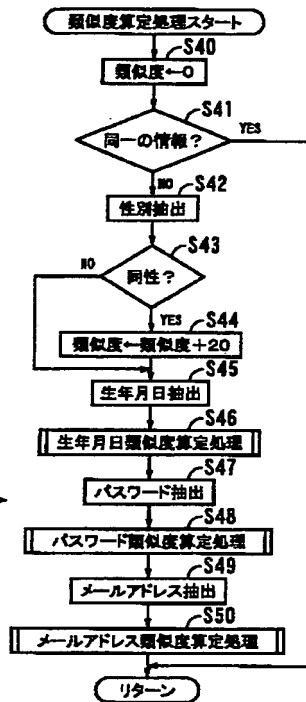 類似度算定処理スタート
S40
類似度←0
S41
同一の情報?
YES
NO
S42
性別抽出
S43
同性?
NO
YES
S44
類似度←類似度+20
S45
生年月日抽出
S46
生年月日類似度算定処理
S47
パスワード抽出
S48
パスワード類似度算定処理
S49
メールアドレス抽出
S50
メールアドレス類似度算定処理
リターン